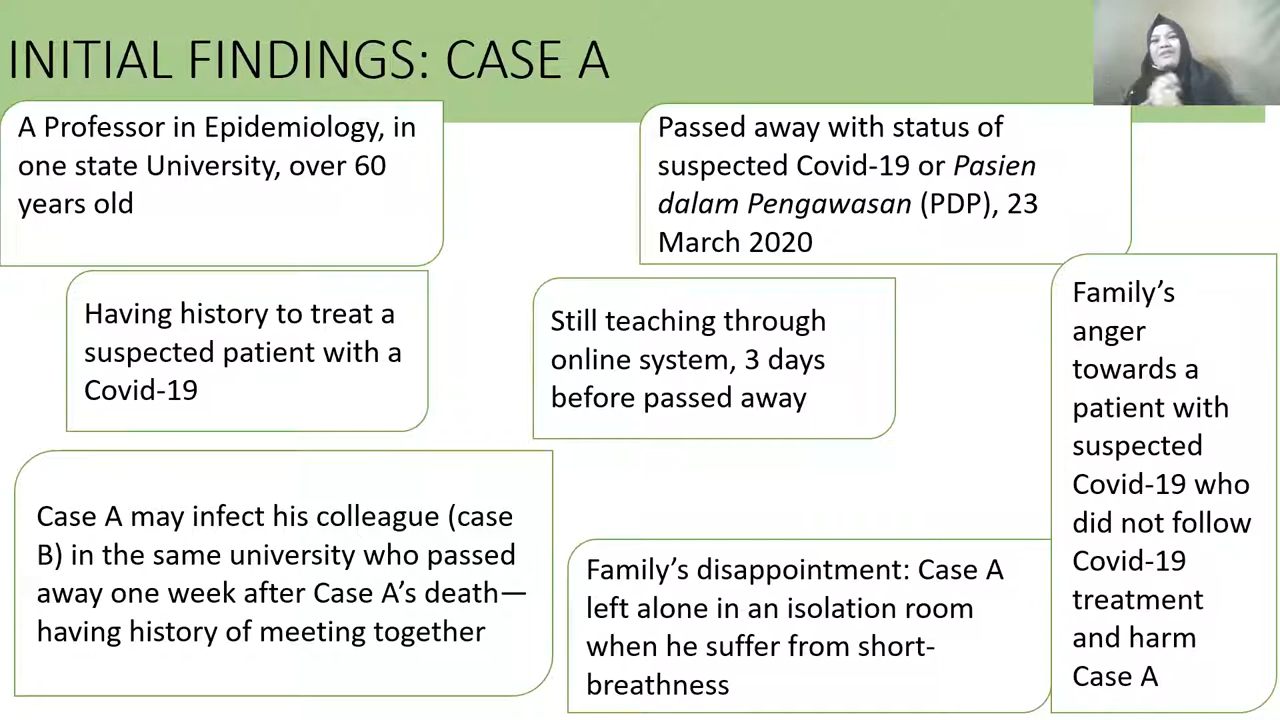 INITIAL FINDINGS: CASE A
A Professor in Epidemiology, in
one state University, over 60
years old
Passed away with status of
suspected Covid-19 or Pasien
dalam Pengawasan (PDP), 23
March 2020
Having history to treat a
suspected patient with a
Covid-19
Still teaching through
online system, 3 days
before passed away
Family’s
anger
towards a
patient with
suspected
Covid-19 who
did not follow
Covid-19
treatment
and harm
Case A
Case A may infect his colleague (case
B) in the same university who passed
away one week after Case A’s death—
having history of meeting together
Family’s disappointment: Case A
left alone in an isolation room
when he suffer from short-
breathness